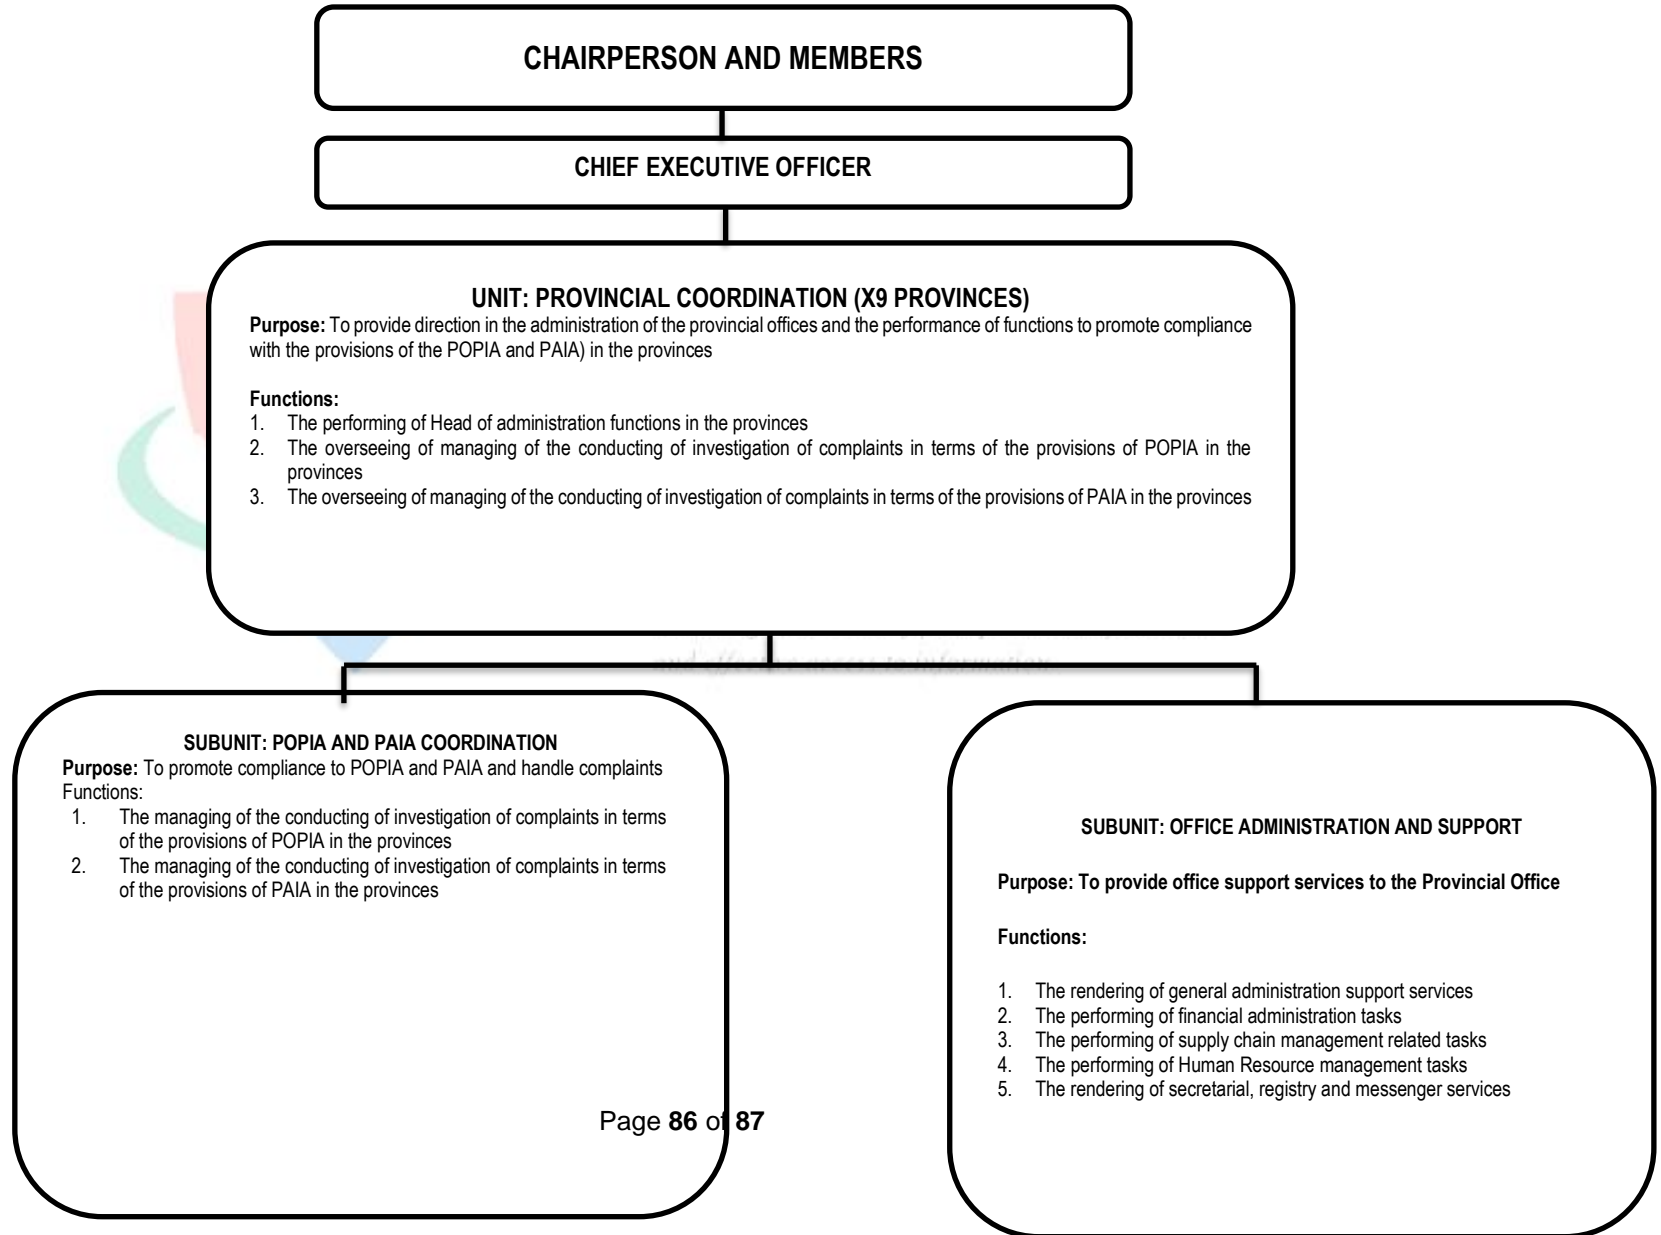 CHAIRPERSON AND MEMBERS
CHIEF EXECUTIVE OFFICER
UNIT: PROVINCIAL COORDINATION (X9 PROVINCES)
Purpose: To provide direction in the administration of the provincial offices and the performance of functions to promote compliance
with the provisions of the POPIA and PAIA) in the provinces
Functions:
1. The performing of Head of administration functions in the provinces
2. The overseeing of managing of the conducting of investigation of complaints in terms of the provisions of POPIA in the
provinces
3. The overseeing of managing of the conducting of investigation of complaints in terms of the provisions of PAIA in the provinces
access to information
SUBUNIT: POPIA AND PAIA COORDINATION
Purpose: To promote compliance to POPIA and PAIA and handle complaints
Functions:
1. The managing of the conducting of investigation of complaints in terms
of the provisions of POPIA in the provinces
2. The managing of the conducting of investigation of complaints in terms
of the provisions of PAIA in the provinces
SUBUNIT: OFFICE ADMINISTRATION AND SUPPORT
Purpose: To provide office support services to the Provincial Office
Functions:
1. The rendering of general administration support services
2. The performing of financial administration tasks
3. The performing of supply chain management related tasks
4. The performing of Human Resource management tasks
5. The rendering of secretarial, registry and messenger services
Page 86 of 87